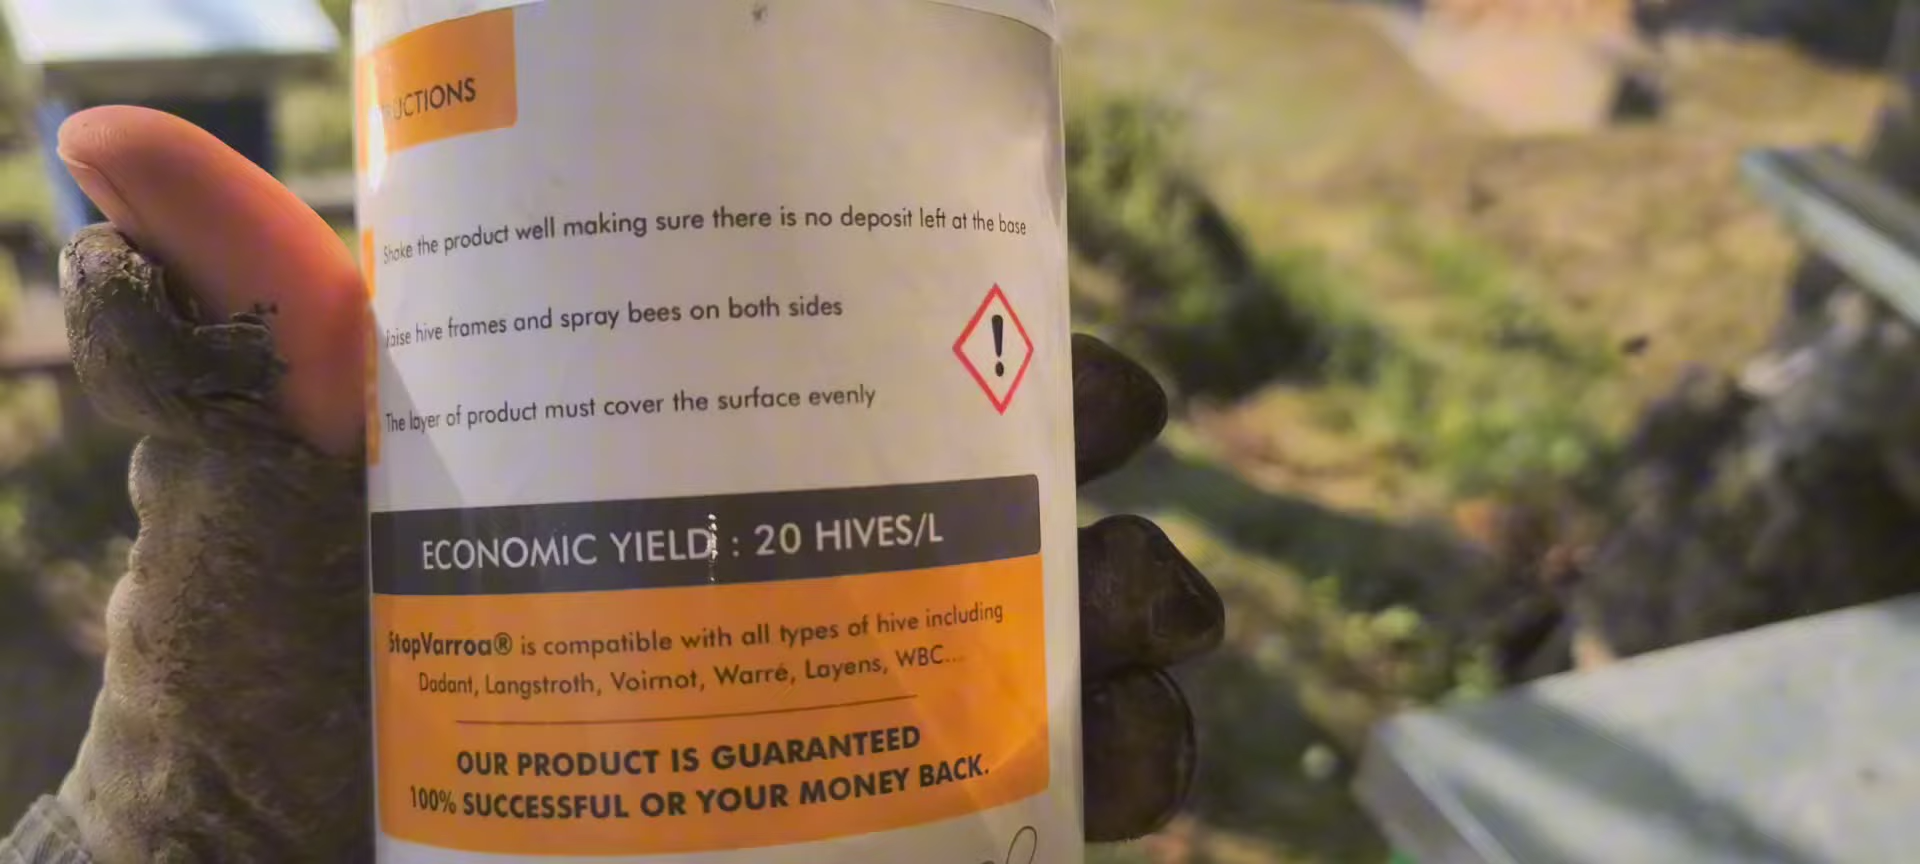 UCTIONS
Shake the product well making sure there is no deposit left at the base
Raise hive frames and spray bees on both sides
The layer of product must cover the surface evenly
ECONOMIC YIELD : 20 HIVES/L
StopVarroa® is compatible with all types of hive including
Dadant, Langstroth, Voirnot, Warré, Layens, WBC...
OUR PRODUCT IS GUARANTEED
100% SUCCESSFUL OR YOUR MONEY BACK.